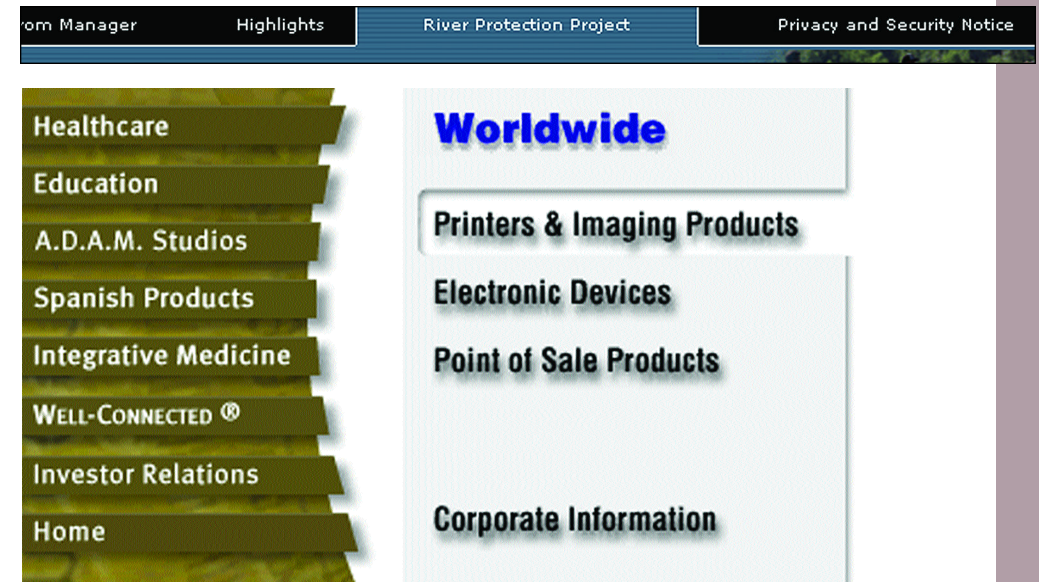 om Manager Highlights River Protection Project Privacy and Security Notice
Healthcare
Education
A.D.A.M. Studios
Spanish Products
Integrative Medicine
WELL-CONNECTED ®
Investor Relations
Home
Worldwide
Printers & Imaging Products
Electronic Devices
Point of Sale Products
Corporate Information